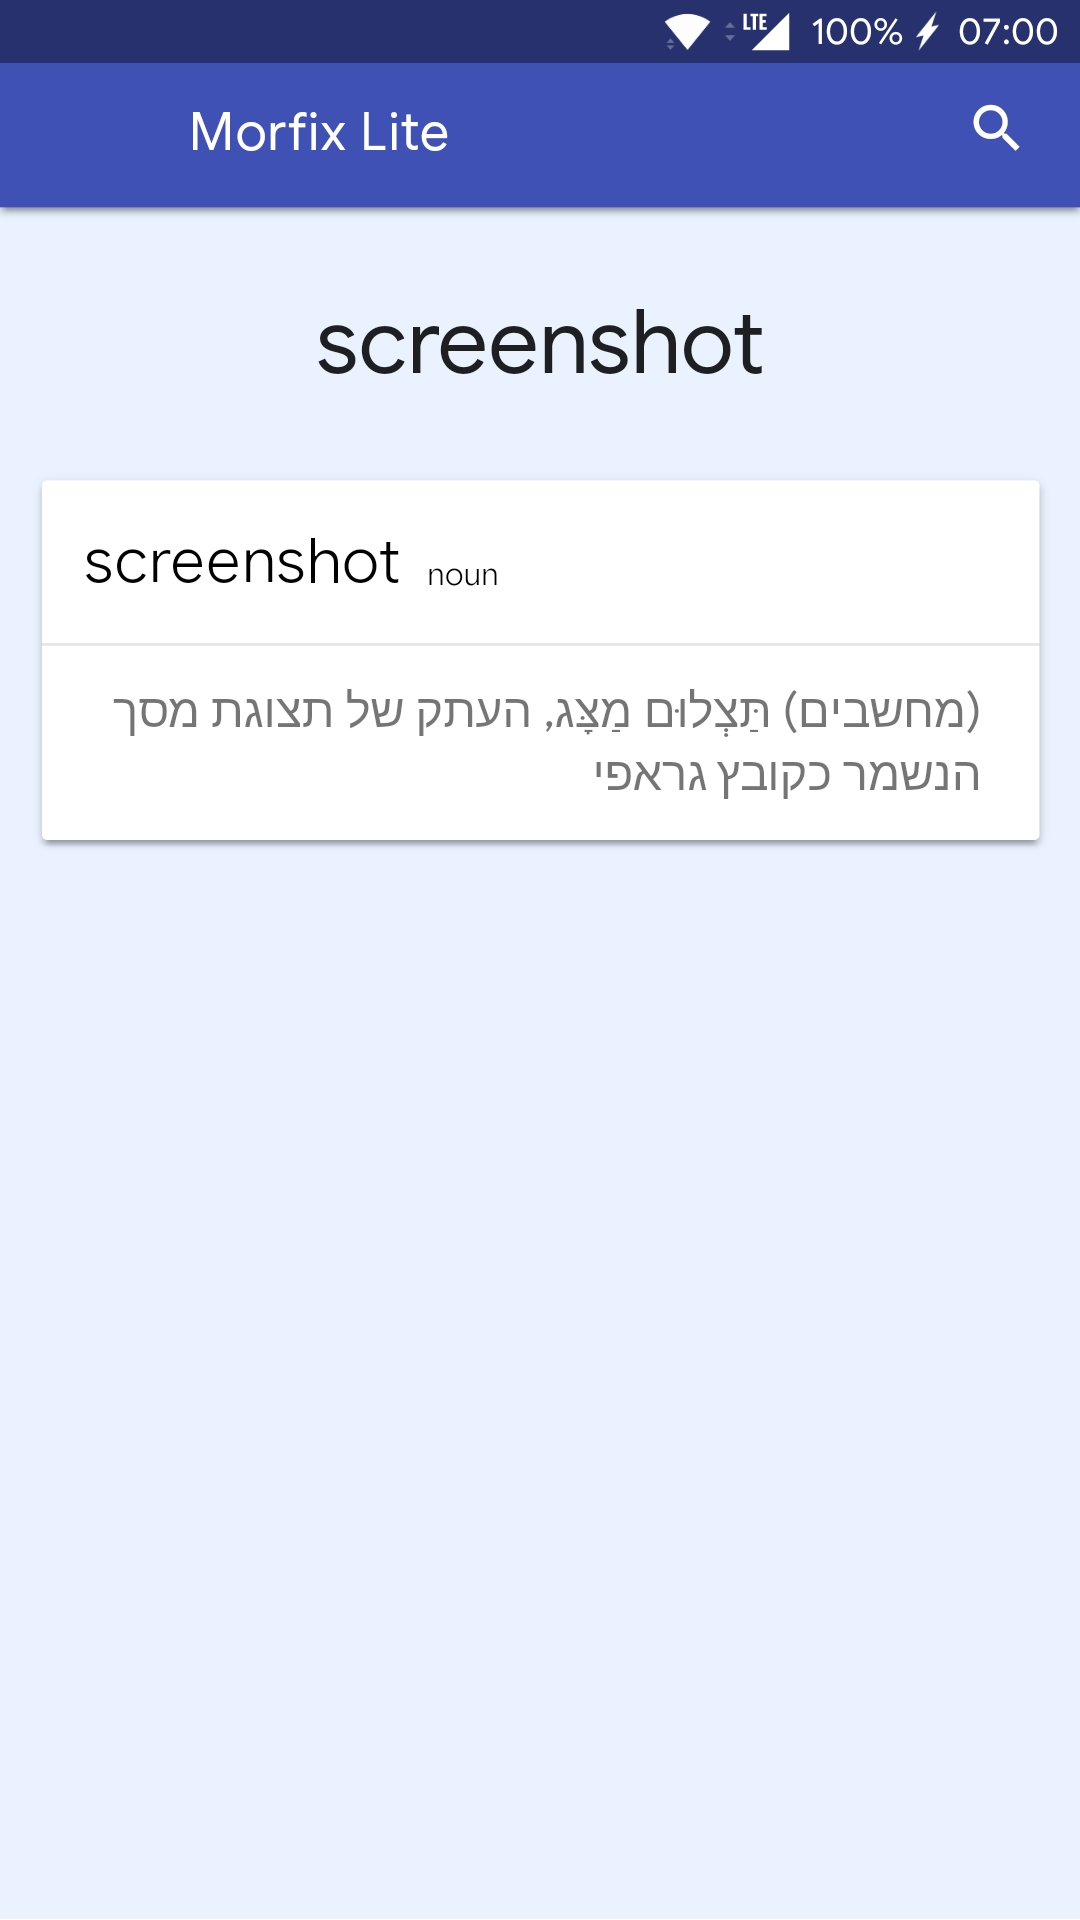 LTE 100% 07:00
Morfix Lite
screenshot
screenshot noun
(מחשבים) תַּצְלוּם מַצָּג, העתק של תצוגת מסך
הנשמר כקובץ גראפי